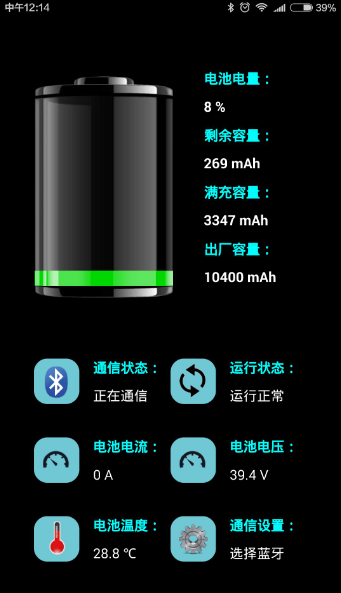 中午12:14
39%
电池电量：
8 %
剩余容量：
269 mAh
满充容量：
3347 mAh
出厂容量：
10400 mAh
通信状态：
正在通信
运行状态：
运行正常
电池电流：
0 A
电池电压：
39.4 V
电池温度：
28.8 ℃
通信设置：
选择蓝牙